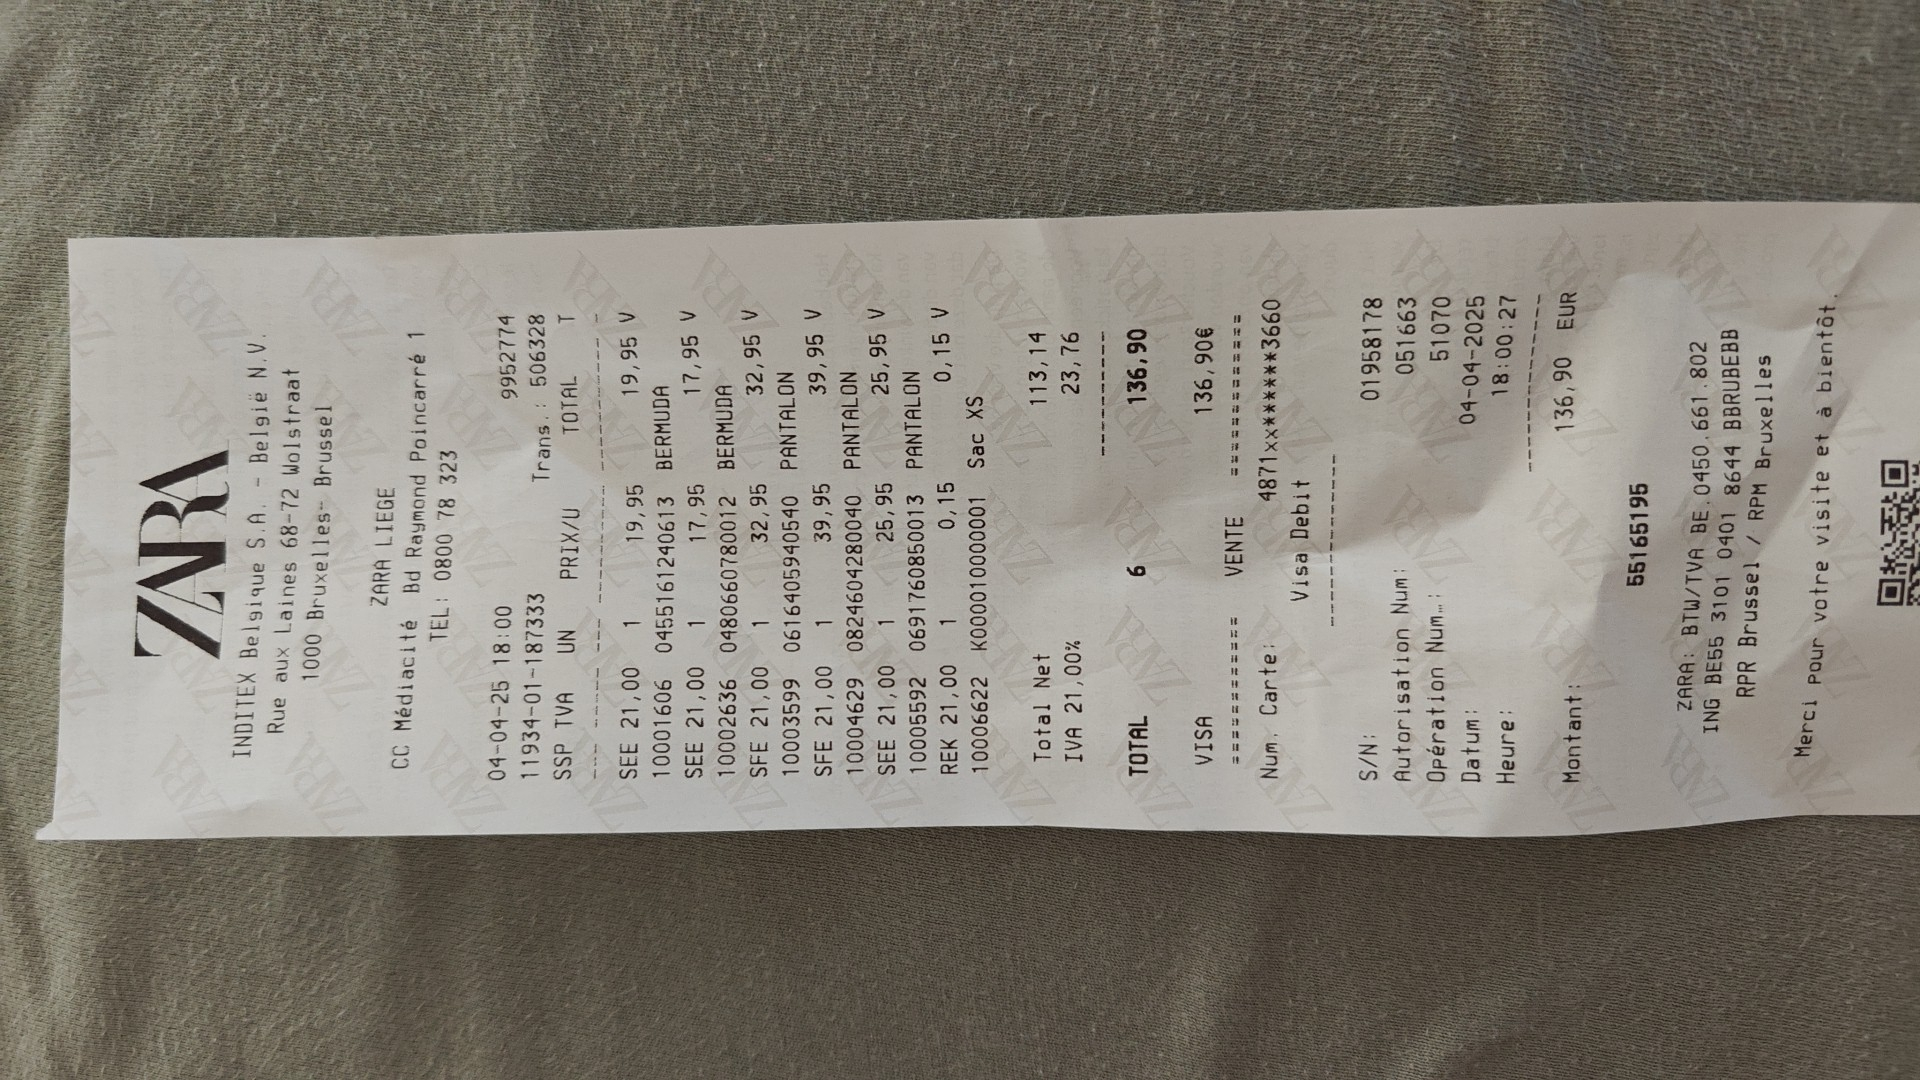 ZARA
INDITEX Belgique S.A. - België N.V.
Rue aux Laines 68-72 Wolstraat
1000 Bruxelles- Brussel
ZARA LIEGE
CC Médiacité Bd Raymond Poincarré 1
TEL: 0800 78 323
04-04-25 18:00 9952774
11934-01-187333 Trans.: 506328
SSP TVA UN PRIX/U TOTAL T
SEE 21,00 1 19,95 19,95 V
10001606 04551612406​13 BERMUDA
SEE 21,00 1 17,95 17,95 V
10002636 0480660780012 BERMUDA
SFE 21,00 1 32,95 32,95 V
10003599 0616405940540 PANTALON
SFE 21,00 1 39,95 39,95 V
10004629 0824604280040 PANTALON
SEE 21,00 1 25,95 25,95 V
10005592 0691760850013 PANTALON
REK 21,00 1 0,15 0,15 V
10006622 K0000100000001 Sac XS
Total Net 113,14
IVA 21,00% 23,76
TOTAL 6 136,90
VISA 136,90€
========== VENTE ============
Num. Carte: 4871xx******3660
Visa Debit
S/N: 01958178
Autorisation Num: 051663
Opération Num…: 51070
Datum: 04-04-2025
Heure: 18:00:27
Montant: 136,90 EUR
55165195
ZARA: BTW/TVA BE.0450.661.802
ING BE55 3101 0401 8644 BBRUBEBB
RPR Brussel / RPM Bruxelles
Merci pour votre visite et à bientôt.